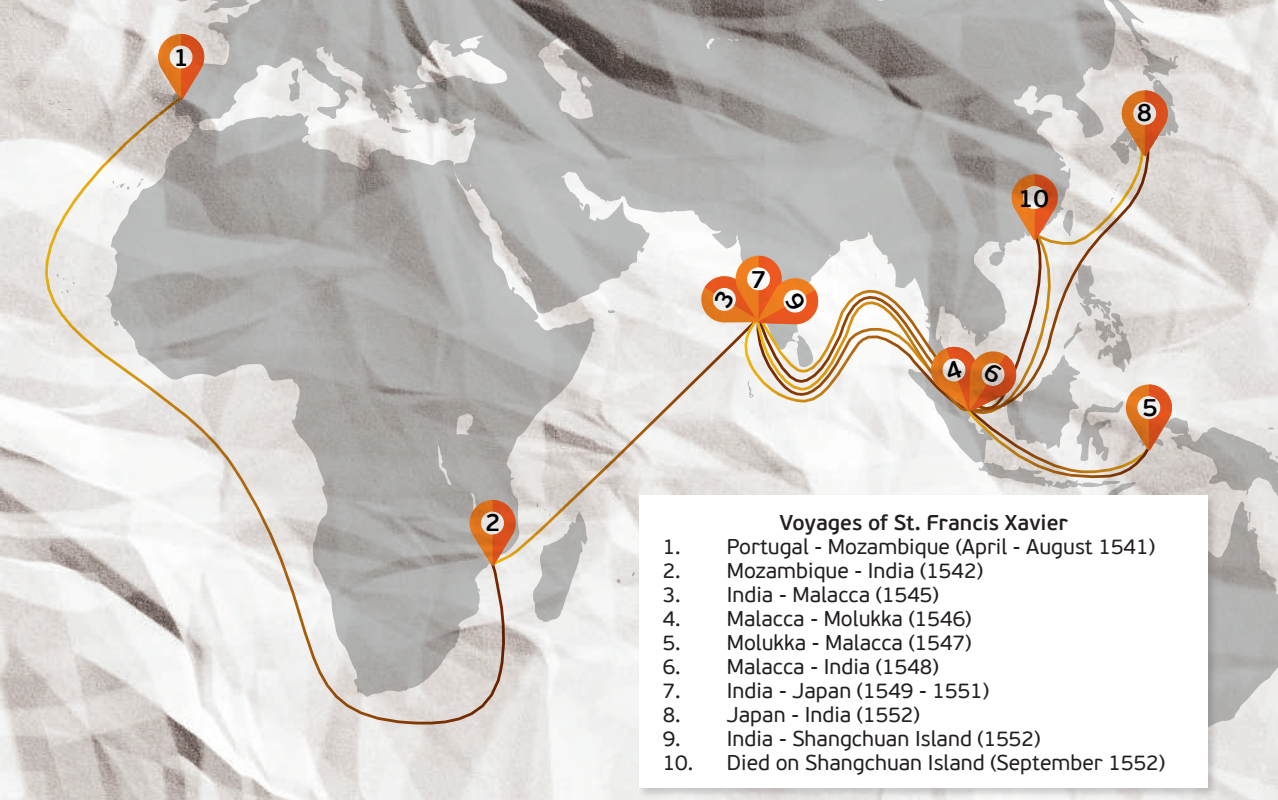 1
8
10
7
3
9
4
6
5
2
Voyages of St. Francis Xavier
1. Portugal - Mozambique (April - August 1541)
2. Mozambique - India (1542)
3. India - Malacca (1545)
4. Malacca - Molukka (1546)
5. Molukka - Malacca (1547)
6. Malacca - India (1548)
7. India - Japan (1549 - 1551)
8. Japan - India (1552)
9. India - Shangchuan Island (1552)
10. Died on Shangchuan Island (September 1552)